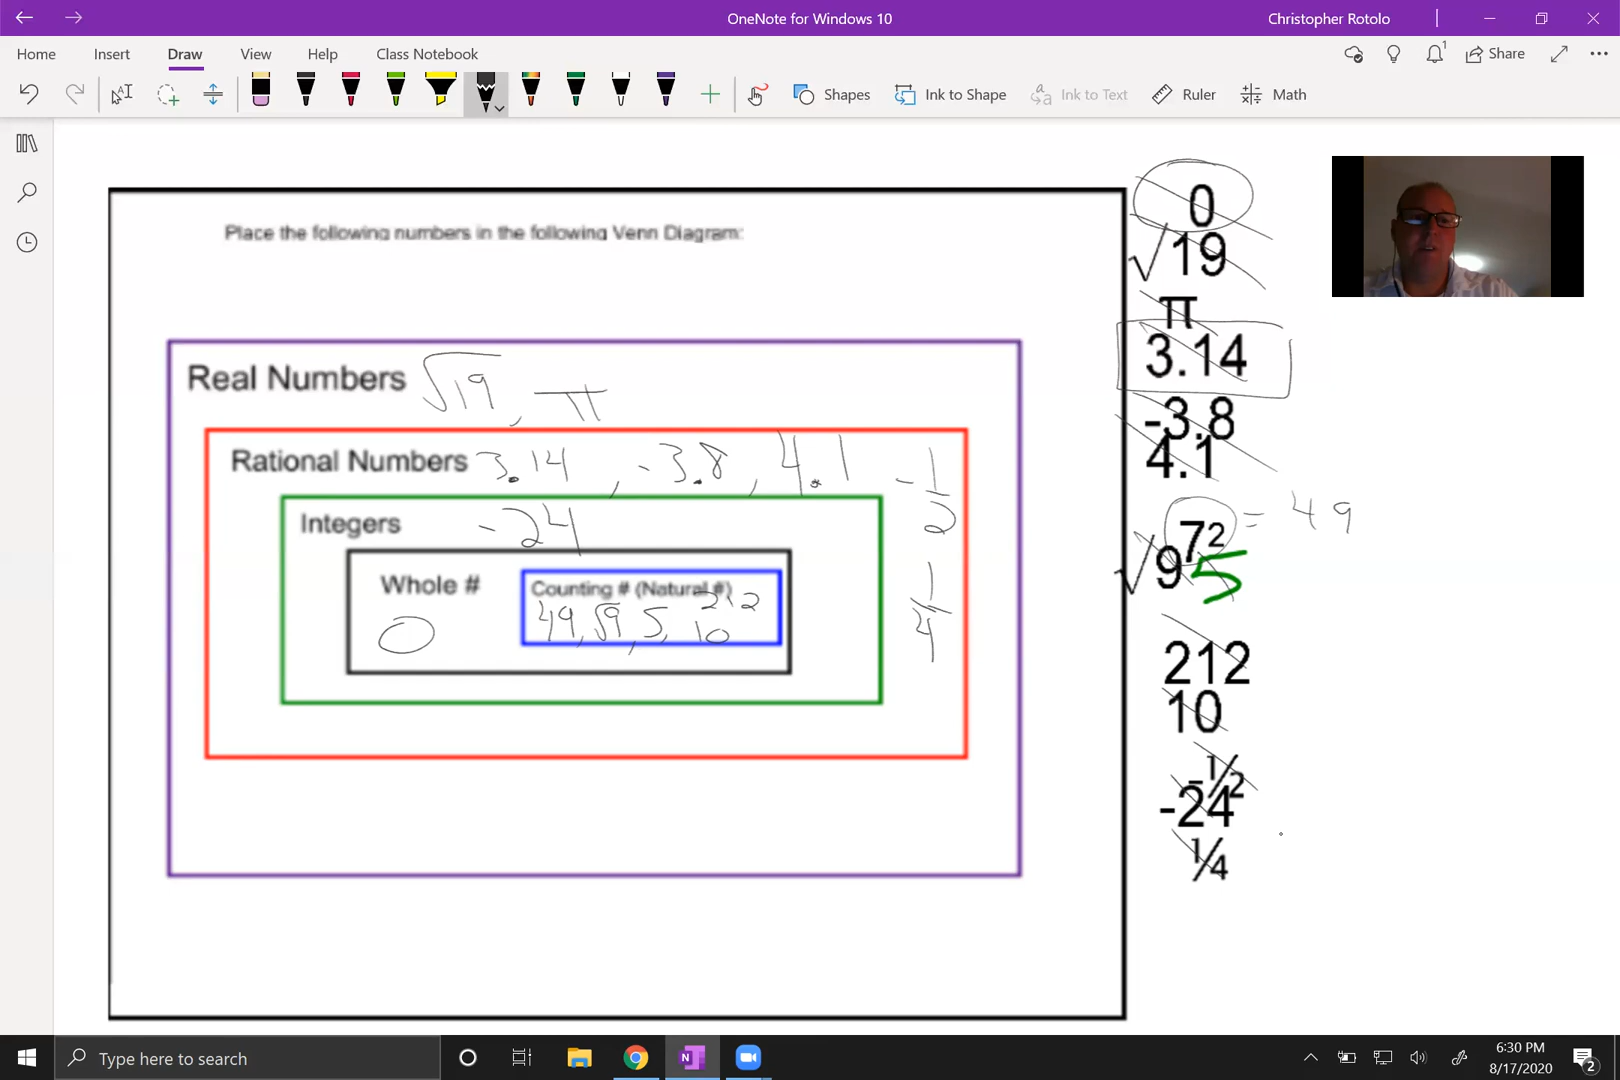 OneNote for Windows 10
Christopher Rotolo
Home Insert Draw View Help Class Notebook
1
Share
Shapes
Ink to Shape
Ink to Text
Ruler
Math
Place the following numbers in the following Venn Diagram:
Real Numbers √19, π
Rational Numbers 3.14, -3.8, 4.1 -1/2
Integers -24
Whole # Counting # (Natural #)
0 49, √9, 5, 212
10
1/4
0
√19
π
3.14
-3.8
4.1
7² = 49
√9 5
212
10
-½
-24
¼
Type here to search
6:30 PM
8/17/2020
2